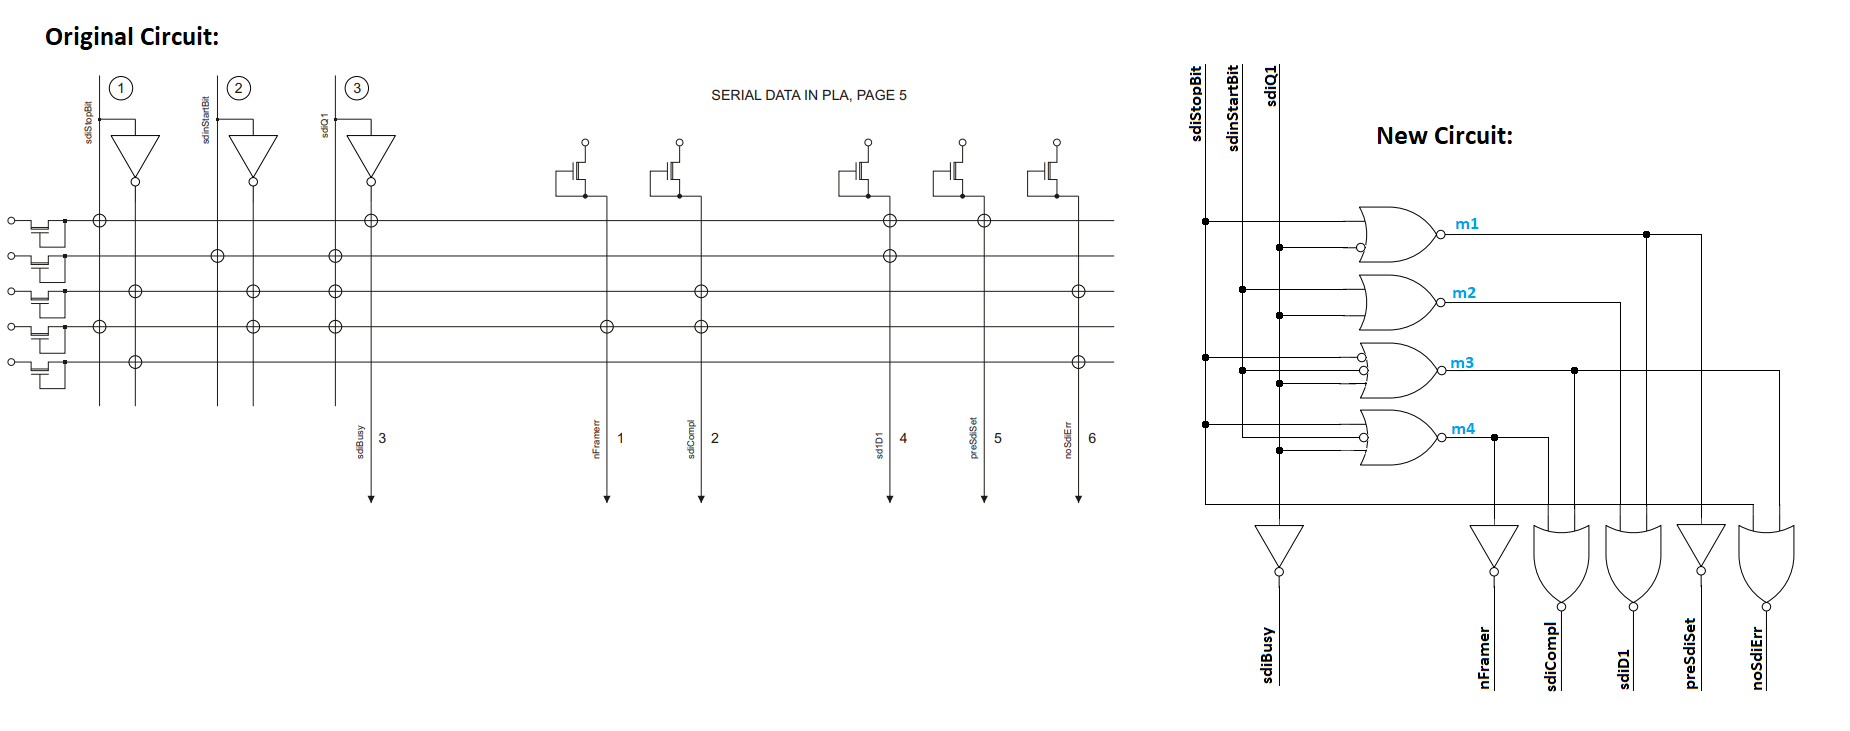 Original Circuit:
1
2
3
sdiStopBit
sdinStartBit
sdiQ1
SERIAL DATA IN PLA, PAGE 5
sdiBusy
3
nFramerr
1
sdiCompl
2
sd1D1
4
preSdiSet
5
noSdiErr
6
sdiStopBit
sdinStartBit
sdiQ1
New Circuit:
m1
m2
m3
m4
sdiBusy
nFramer
sdiCompl
sdiD1
preSdiSet
noSdiErr